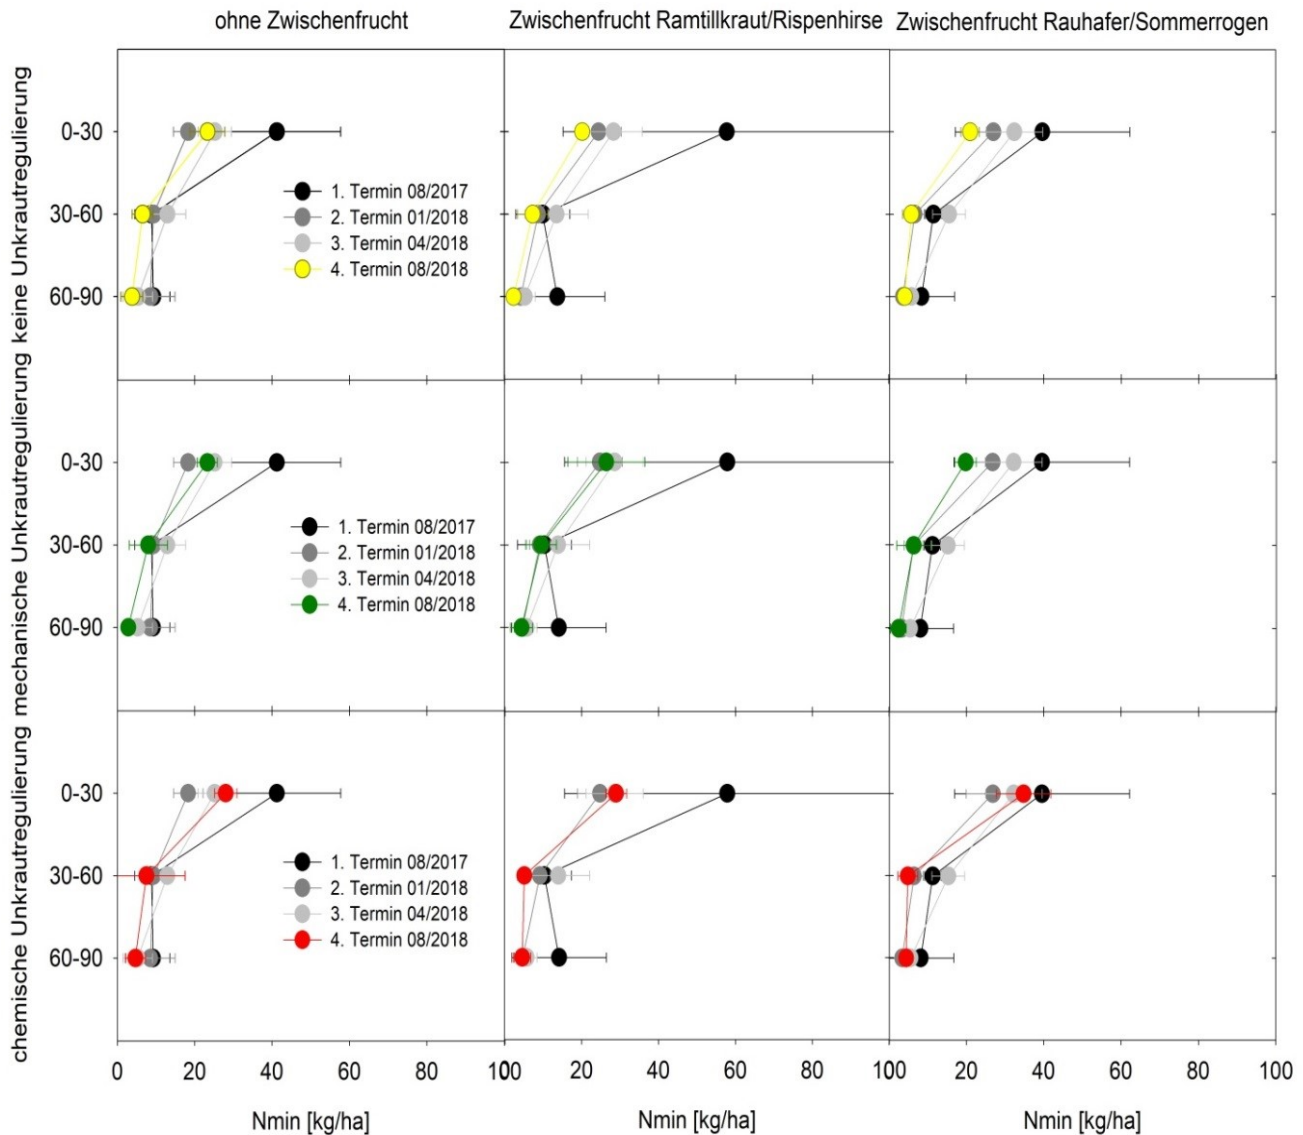 ohne Zwischenfrucht
Zwischenfrucht Ramtillkraut/Rispenhirse
Zwischenfrucht Rauhafer/Sommerrogen
keine Unkrautregulierung
0-30
30-60
60-90
1. Termin 08/2017
2. Termin 01/2018
3. Termin 04/2018
4. Termin 08/2018
mechanische Unkrautregulierung
0-30
30-60
60-90
1. Termin 08/2017
2. Termin 01/2018
3. Termin 04/2018
4. Termin 08/2018
chemische Unkrautregulierung
0-30
30-60
60-90
1. Termin 08/2017
2. Termin 01/2018
3. Termin 04/2018
4. Termin 08/2018
0 20 40 60 80 100 20 40 60 80 100 20 40 60 80 100
Nmin [kg/ha] Nmin [kg/ha] Nmin [kg/ha]